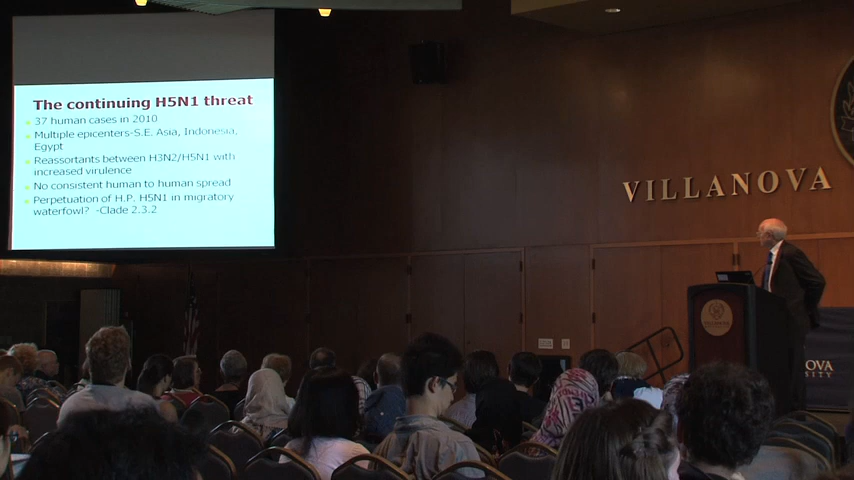 The continuing H5N1 threat
37 human cases in 2010
Multiple epicenters-S.E. Asia, Indonesia,
Egypt
Reassortants between H3N2/H5N1 with
increased virulence
No consistent human to human spread
Perpetuation of H.P. H5N1 in migratory
waterfowl? -Clade 2.3.2
VILLANOVA
NOVA
SITY